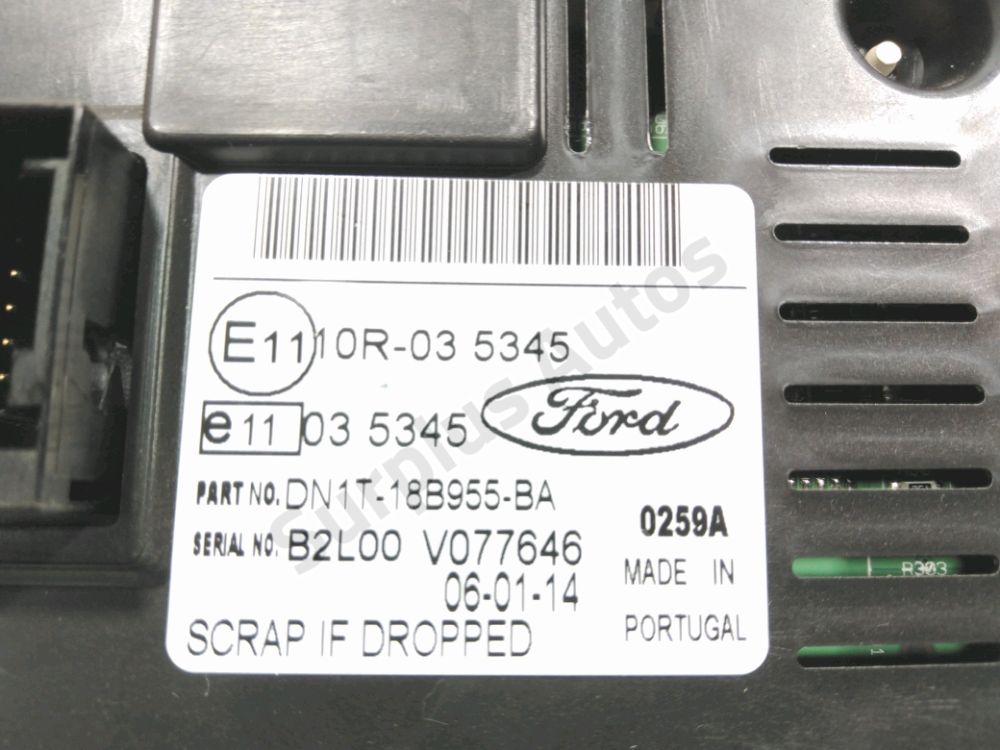 E11 10R-03 5345
e11 03 5345 Ford
PART NO. DN1T-18B955-BA
SERIAL NO. B2L00 V077646
0259A
06-01-14
MADE IN
PORTUGAL
SCRAP IF DROPPED
R303
1
Surplus Autos